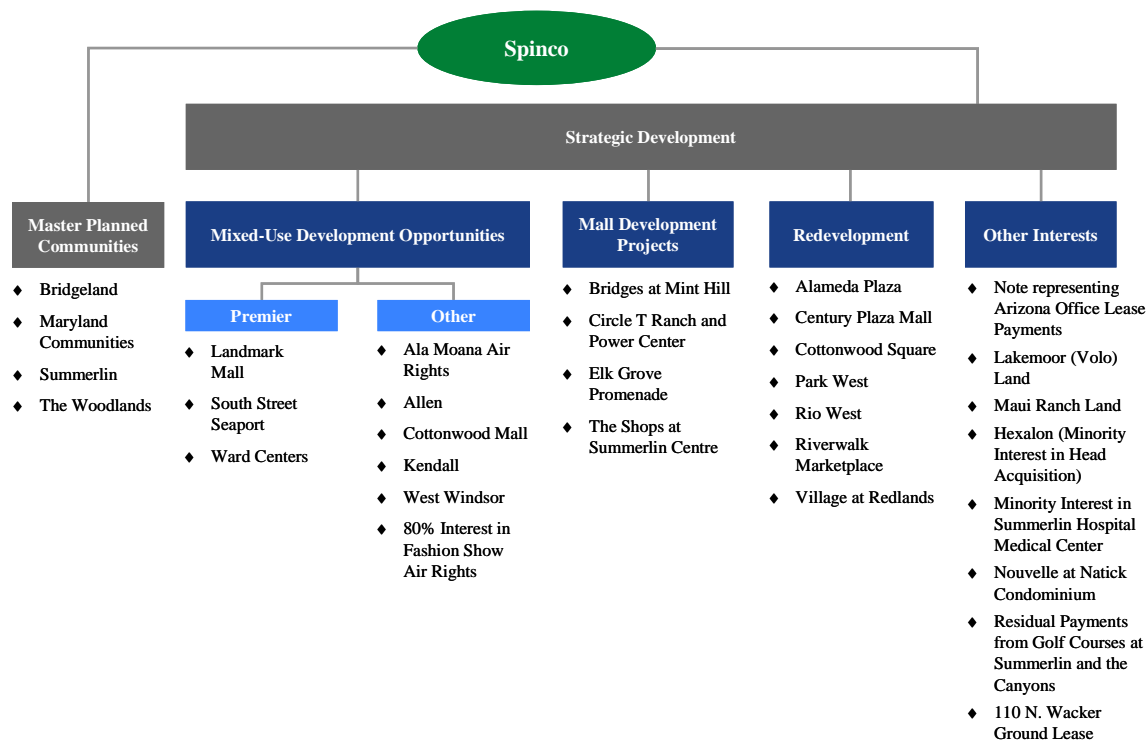 Spinco
Strategic Development
Master Planned
Communities
♦ Bridgeland
♦ Maryland
Communities
♦ Summerlin
♦ The Woodlands
Mixed-Use Development Opportunities
Premier
♦ Landmark
Mall
♦ South Street
Seaport
♦ Ward Centers
Other
♦ Ala Moana Air
Rights
♦ Allen
♦ Cottonwood Mall
♦ Kendall
♦ West Windsor
♦ 80% Interest in
Fashion Show
Air Rights
Mall Development
Projects
♦ Bridges at Mint Hill
♦ Circle T Ranch and
Power Center
♦ Elk Grove
Promenade
♦ The Shops at
Summerlin Centre
Redevelopment
♦ Alameda Plaza
♦ Century Plaza Mall
♦ Cottonwood Square
♦ Park West
♦ Rio West
♦ Riverwalk
Marketplace
♦ Village at Redlands
Other Interests
♦ Note representing
Arizona Office Lease
Payments
♦ Lakemoor (Volo)
Land
♦ Maui Ranch Land
♦ Hexalon (Minority
Interest in Head
Acquisition)
♦ Minority Interest in
Summerlin Hospital
Medical Center
♦ Nouvelle at Natick
Condominium
♦ Residual Payments
from Golf Courses at
Summerlin and the
Canyons
♦ 110 N. Wacker
Ground Lease